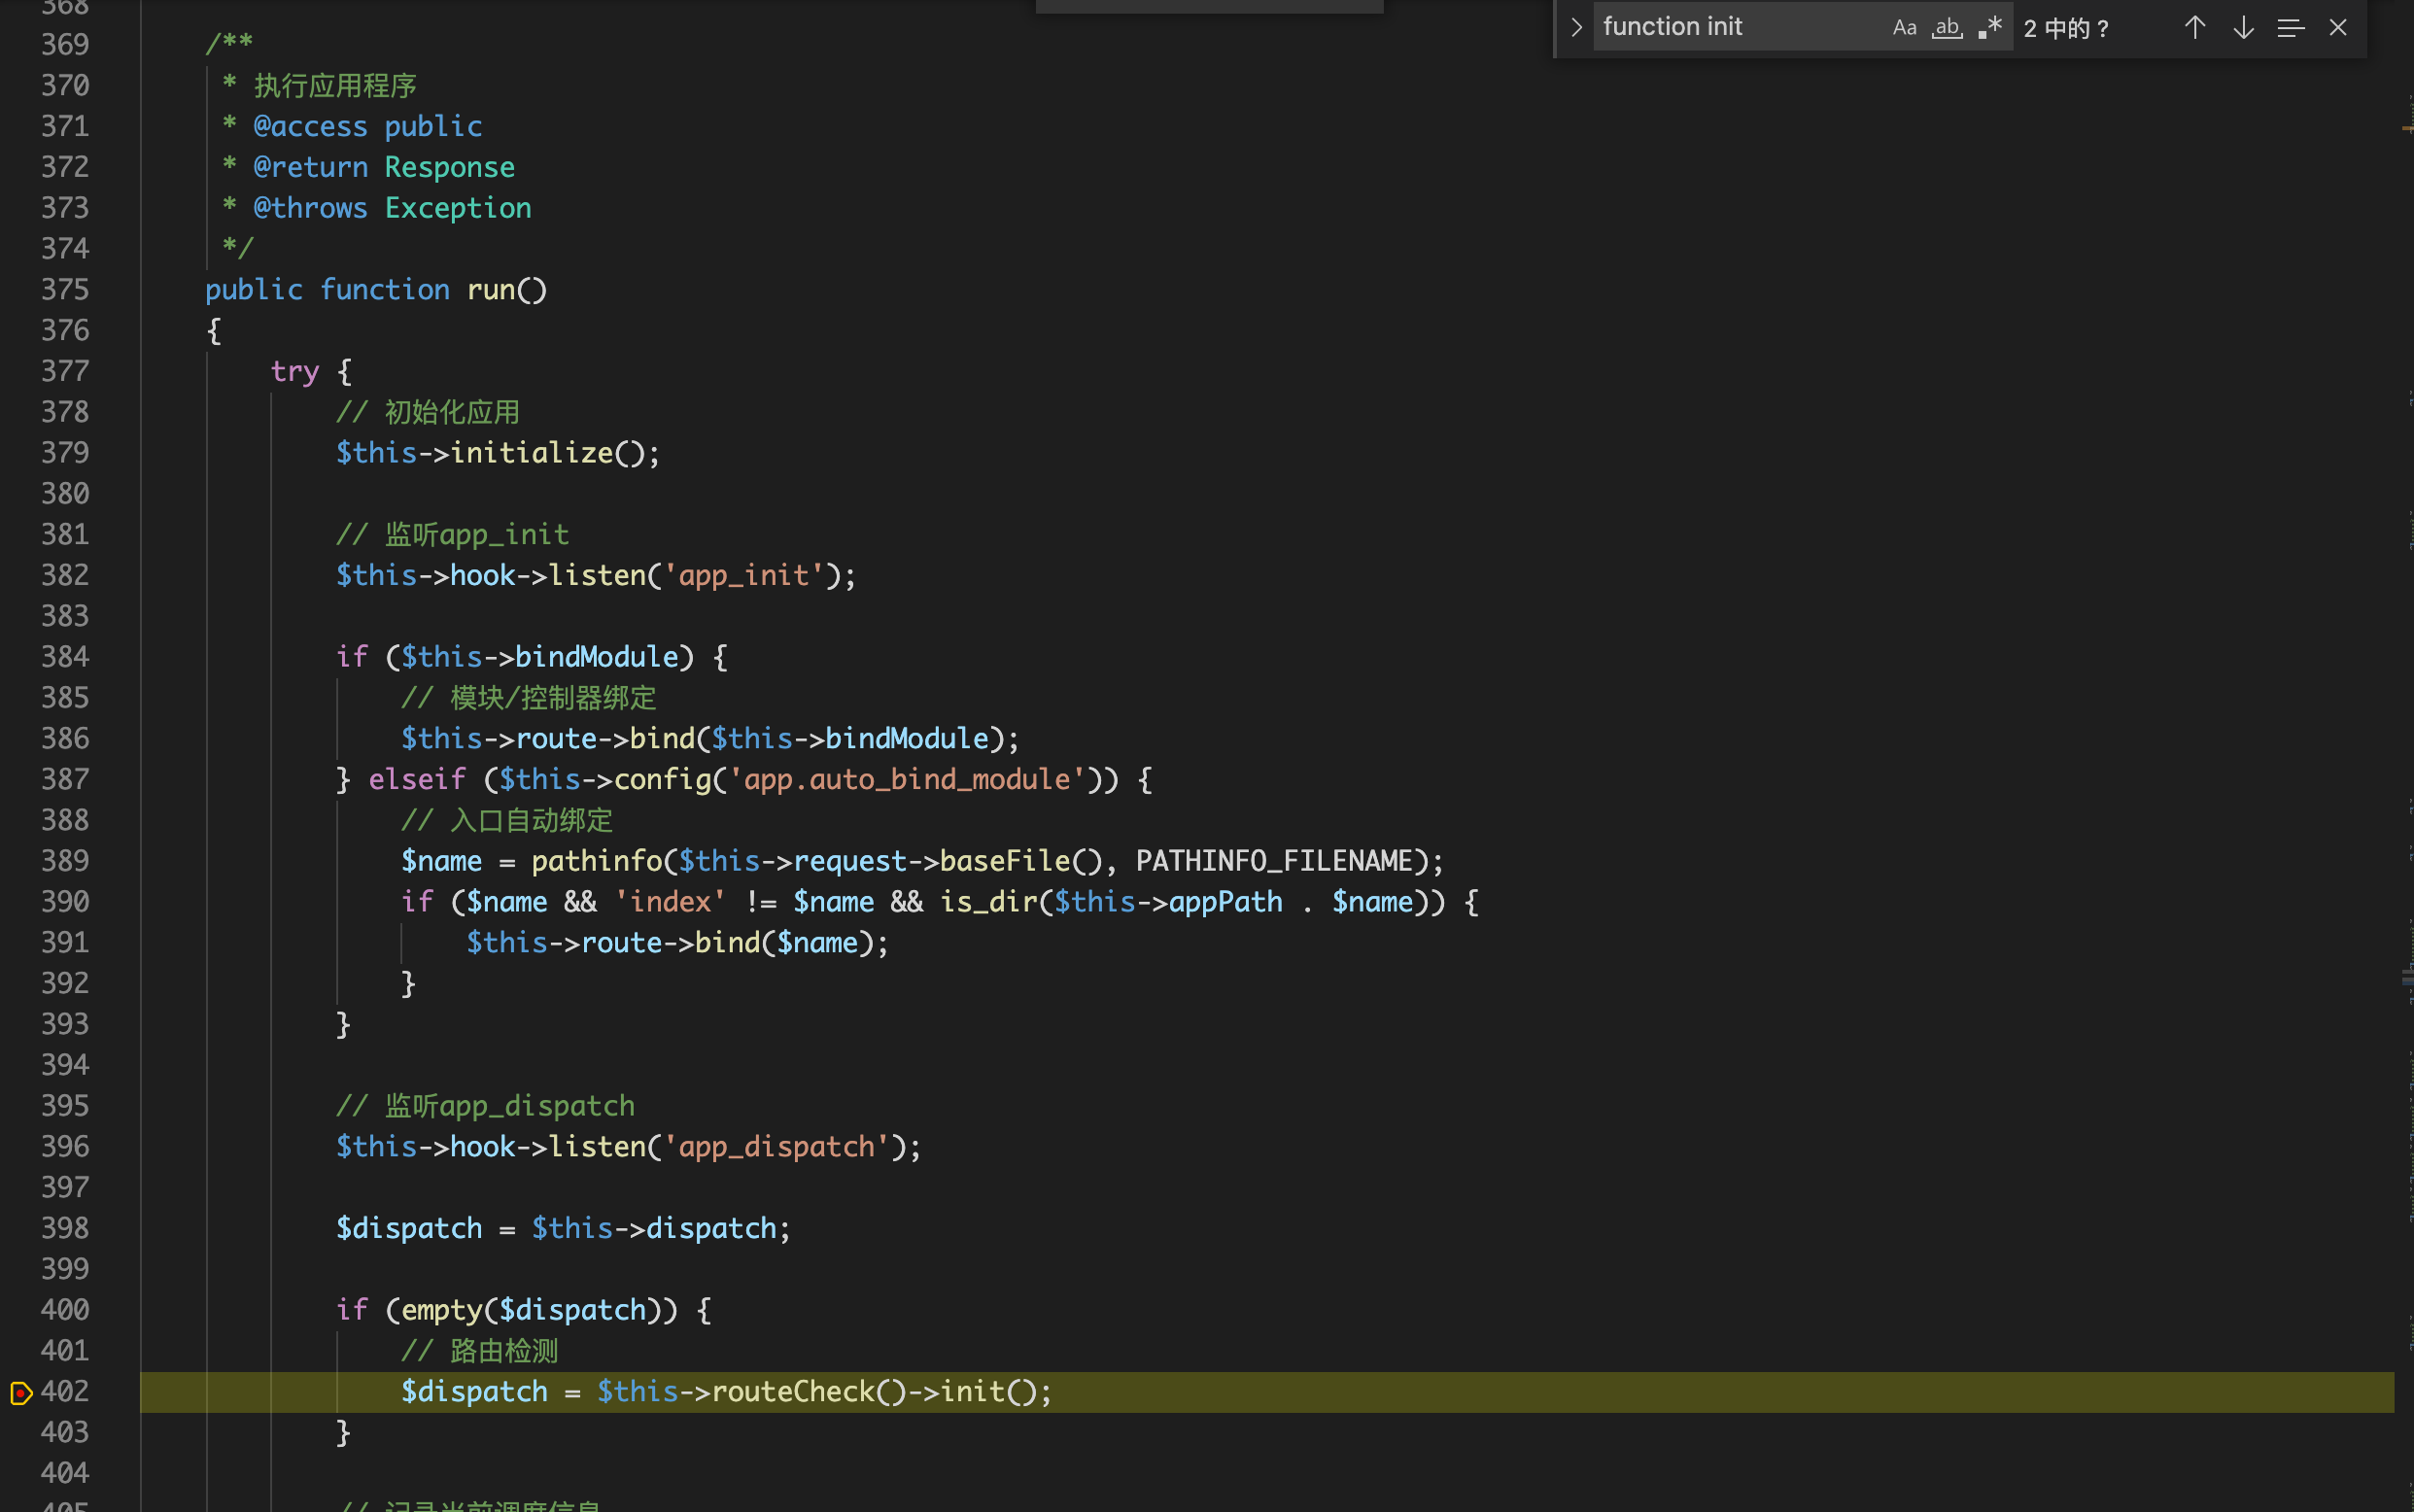 function init Aa ab .* 2 中的 ?
368
369 /**
370 * 执行应用程序
371 * @access public
372 * @return Response
373 * @throws Exception
374 */
375 public function run()
376 {
377 try {
378 // 初始化应用
379 $this->initialize();
380
381 // 监听app_init
382 $this->hook->listen('app_init');
383
384 if ($this->bindModule) {
385 // 模块/控制器绑定
386 $this->route->bind($this->bindModule);
387 } elseif ($this->config('app.auto_bind_module')) {
388 // 入口自动绑定
389 $name = pathinfo($this->request->baseFile(), PATHINFO_FILENAME);
390 if ($name && 'index' != $name && is_dir($this->appPath . $name)) {
391 $this->route->bind($name);
392 }
393 }
394
395 // 监听app_dispatch
396 $this->hook->listen('app_dispatch');
397
398 $dispatch = $this->dispatch;
399
400 if (empty($dispatch)) {
401 // 路由检测
402 $dispatch = $this->routeCheck()->init();
403 }
404
405 // 记录当前调度信息